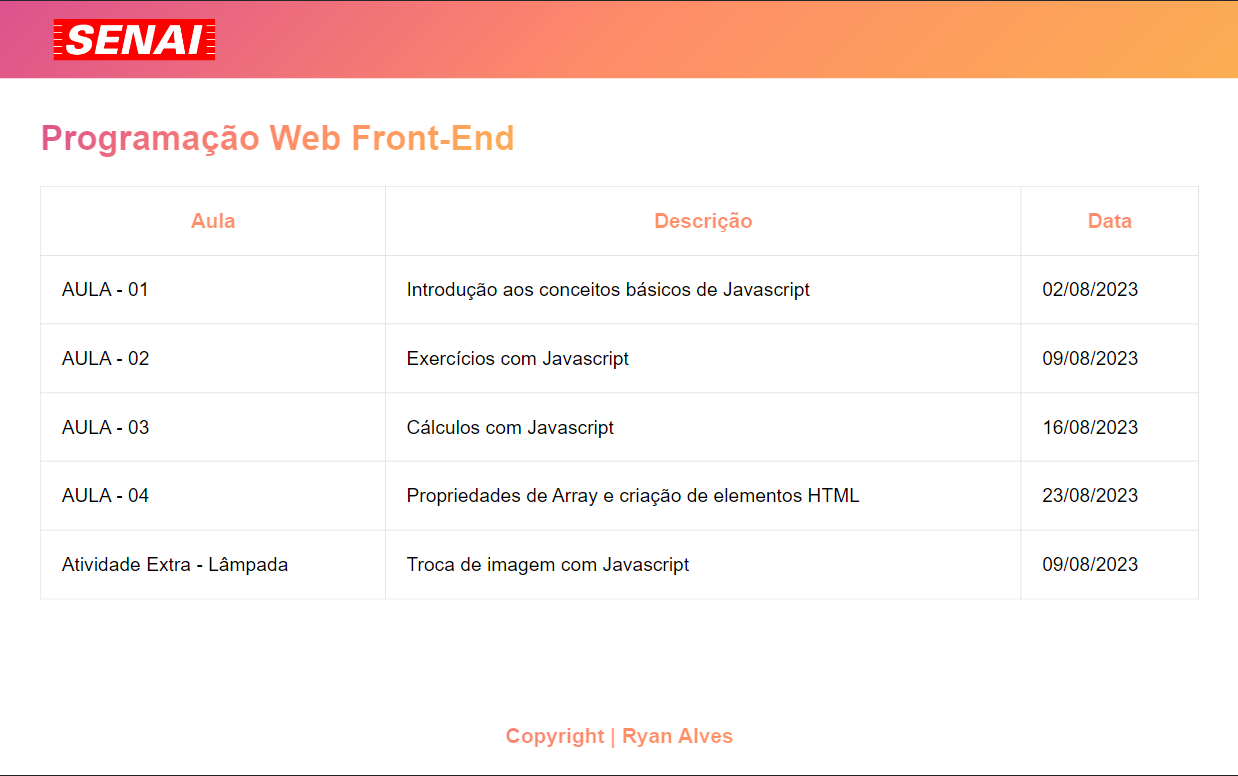 SENAI
Programação Web Front-End
Aula Descrição Data
AULA - 01 Introdução aos conceitos básicos de Javascript 02/08/2023
AULA - 02 Exercícios com Javascript 09/08/2023
AULA - 03 Cálculos com Javascript 16/08/2023
AULA - 04 Propriedades de Array e criação de elementos HTML 23/08/2023
Atividade Extra - Lâmpada Troca de imagem com Javascript 09/08/2023
Copyright | Ryan Alves